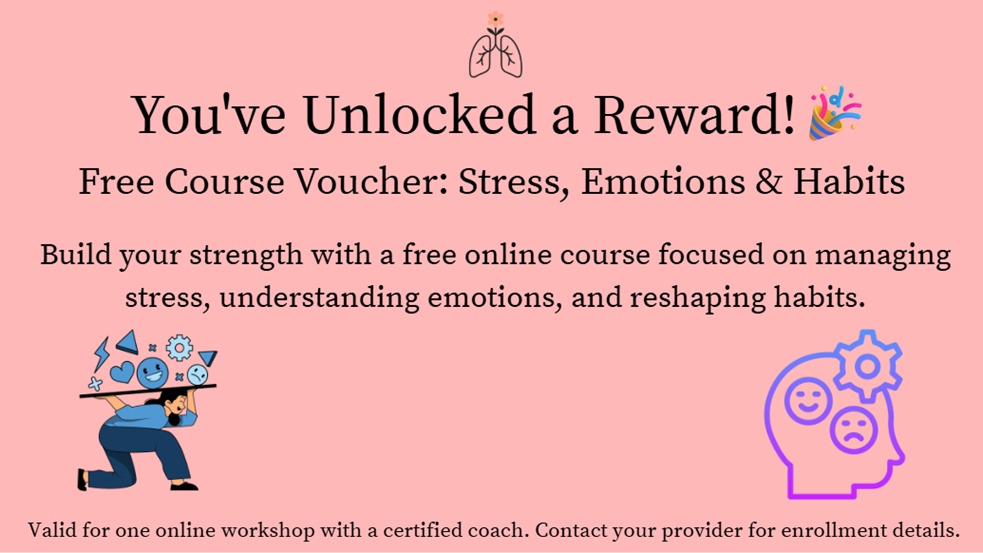 You've Unlocked a Reward!
Free Course Voucher: Stress, Emotions & Habits
Build your strength with a free online course focused on managing
stress, understanding emotions, and reshaping habits.
Valid for one online workshop with a certified coach. Contact your provider for enrollment details.